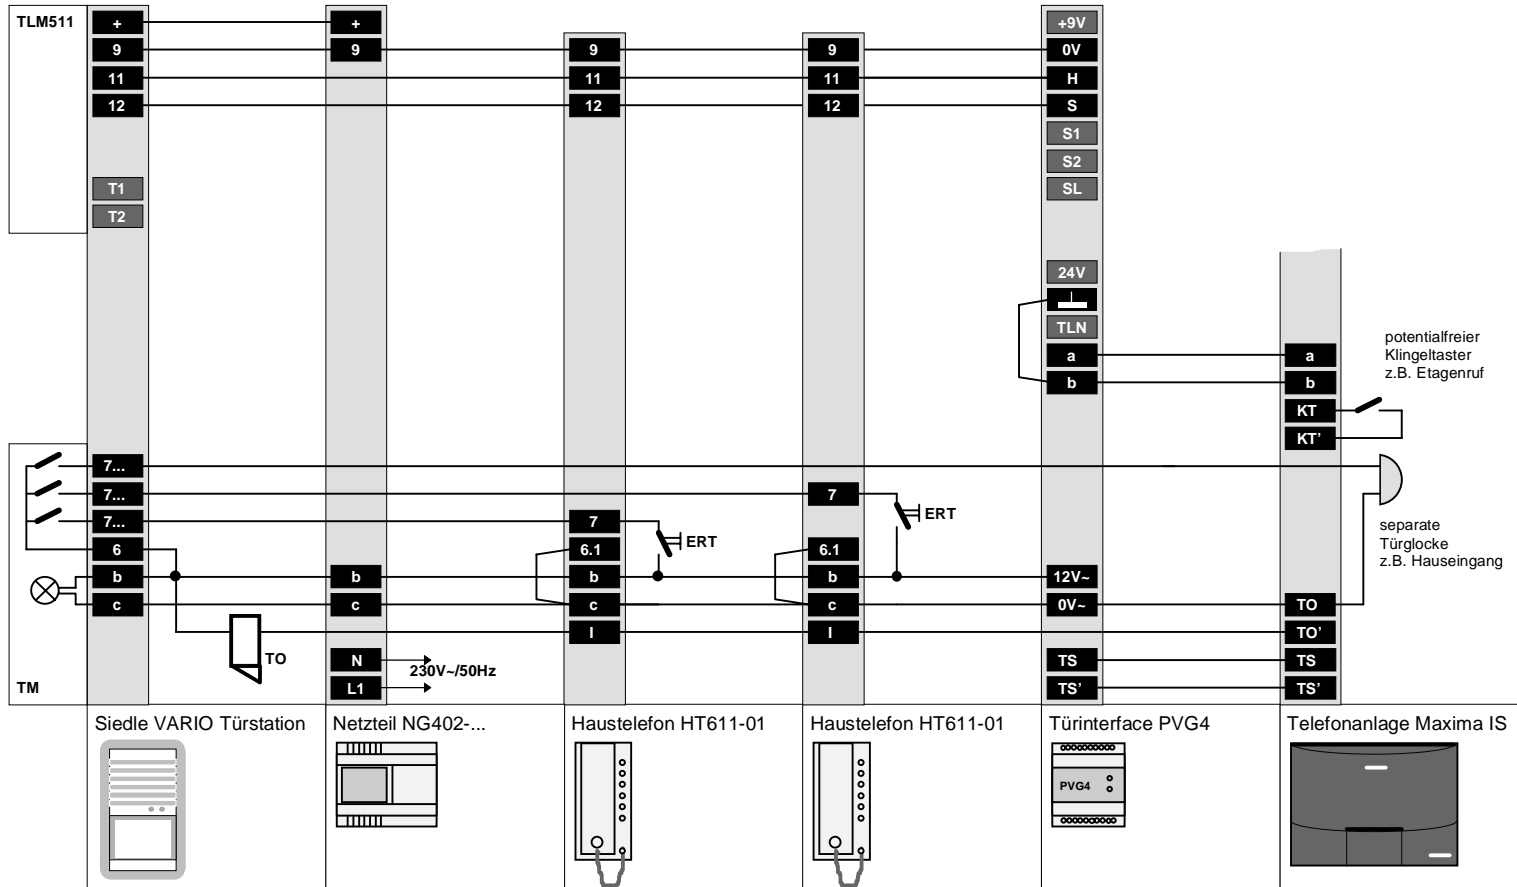 TLM511
+
+
+9V
9
9
9
9
0V
11
11
11
H
12
12
12
S
S1
S2
T1
SL
T2
24V
TLN
a
a
b
b
KT
KT'
potentialfreier
Klingeltaster
z.B. Etagenruf
7...
7...
7
ERT
7...
7
ERT
6
6.1
6.1
b
b
b
b
12V~
c
c
c
c
0V~
TO
TO
I
I
TO'
N
230V~/50Hz
TS
TS
TM
L1
TS'
TS'
separate
Türglocke
z.B. Hauseingang
Siedle VARIO Türstation
Netzteil NG402-...
Haustelefon HT611-01
Haustelefon HT611-01
Türinterface PVG4
Telefonanlage Maxima IS
PVG4